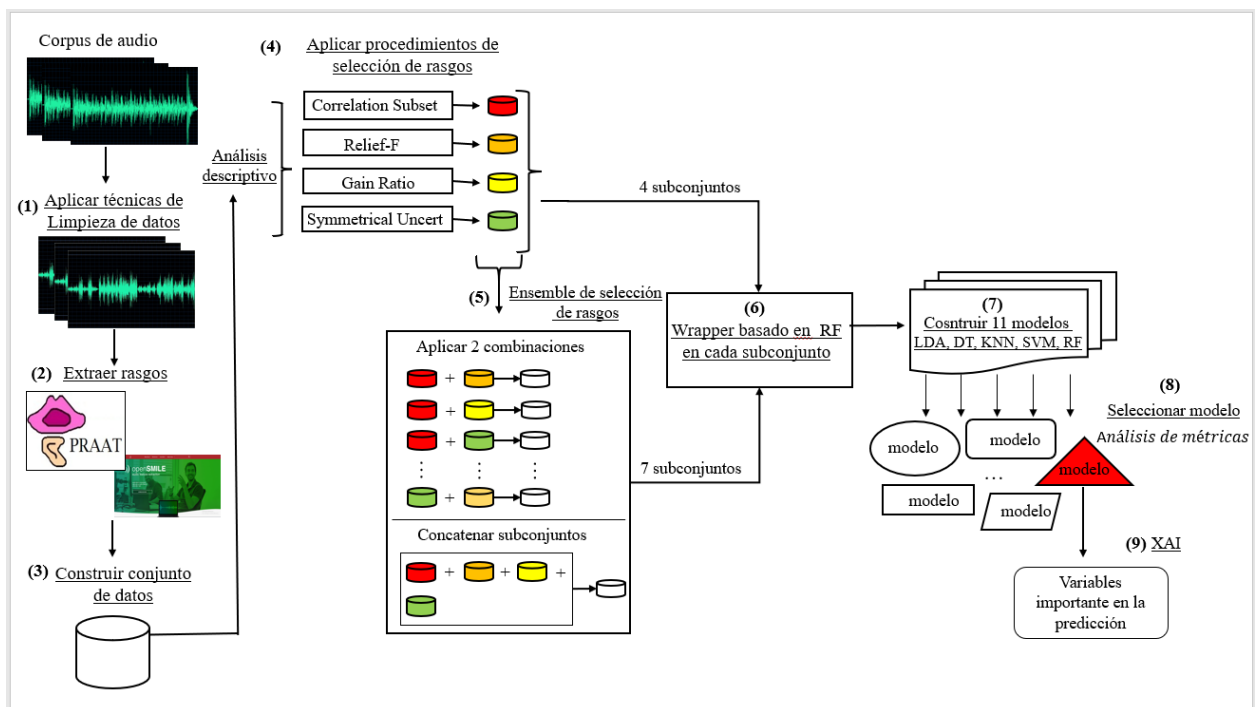 Corpus de audio
(1) Aplicar técnicas de
Limpieza de datos
(2) Extraer rasgos
PRAAT
openSMILE
(3) Construir conjunto
de datos
Análisis
descriptivo
(4) Aplicar procedimientos de
selección de rasgos
Correlation Subset
Relief-F
Gain Ratio
Symmetrical Uncert
4 subconjuntos
(5) Ensemble de selección
de rasgos
Aplicar 2 combinaciones
+
+
+
⋮ ⋮ ⋮
+
Concatenar subconjuntos
+ + +
7 subconjuntos
(6)
Wrapper basado en RF
en cada subconjunto
(7)
Cosntruir 11 modelos
LDA, DT, KNN, SVM, RF
(8)
Seleccionar modelo
Análisis de métricas
modelo
modelo
modelo
...
modelo
modelo
(9) XAI
Variables
importante en la
predicción